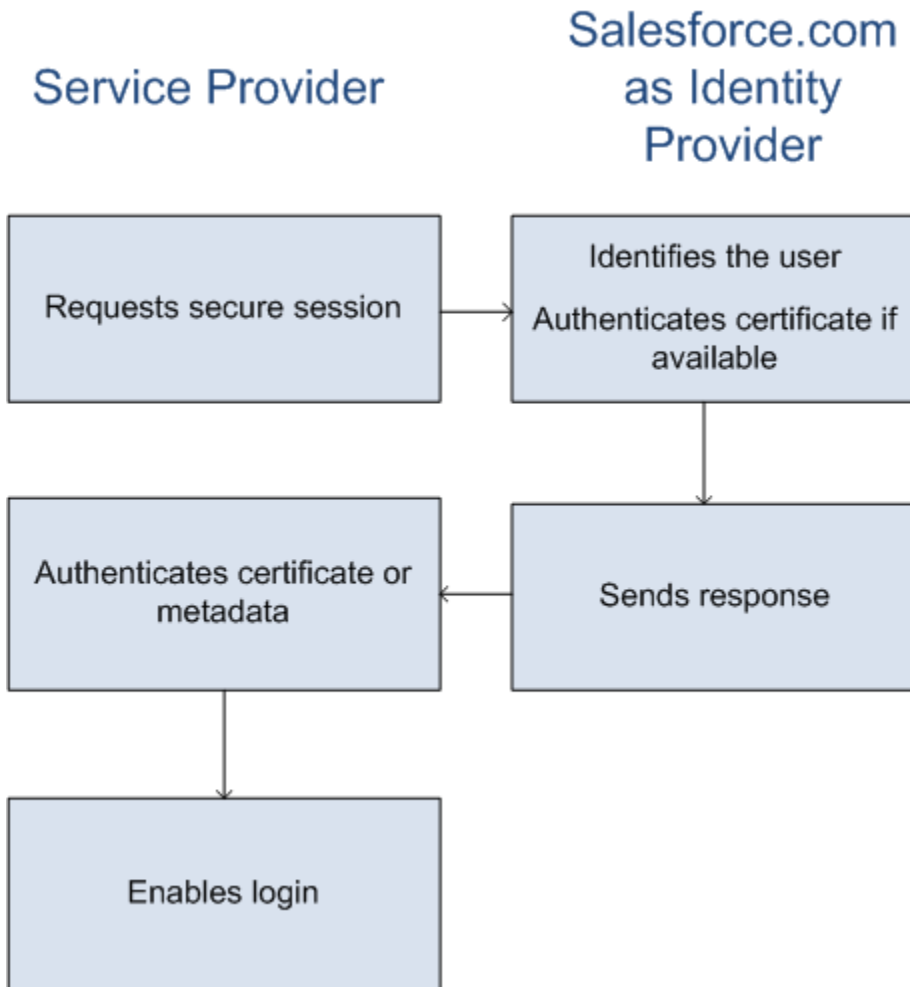 Service Provider
Salesforce.com
as Identity
Provider
Requests secure session
Identifies the user
Authenticates certificate if
available
Authenticates certificate or
metadata
Sends response
Enables login